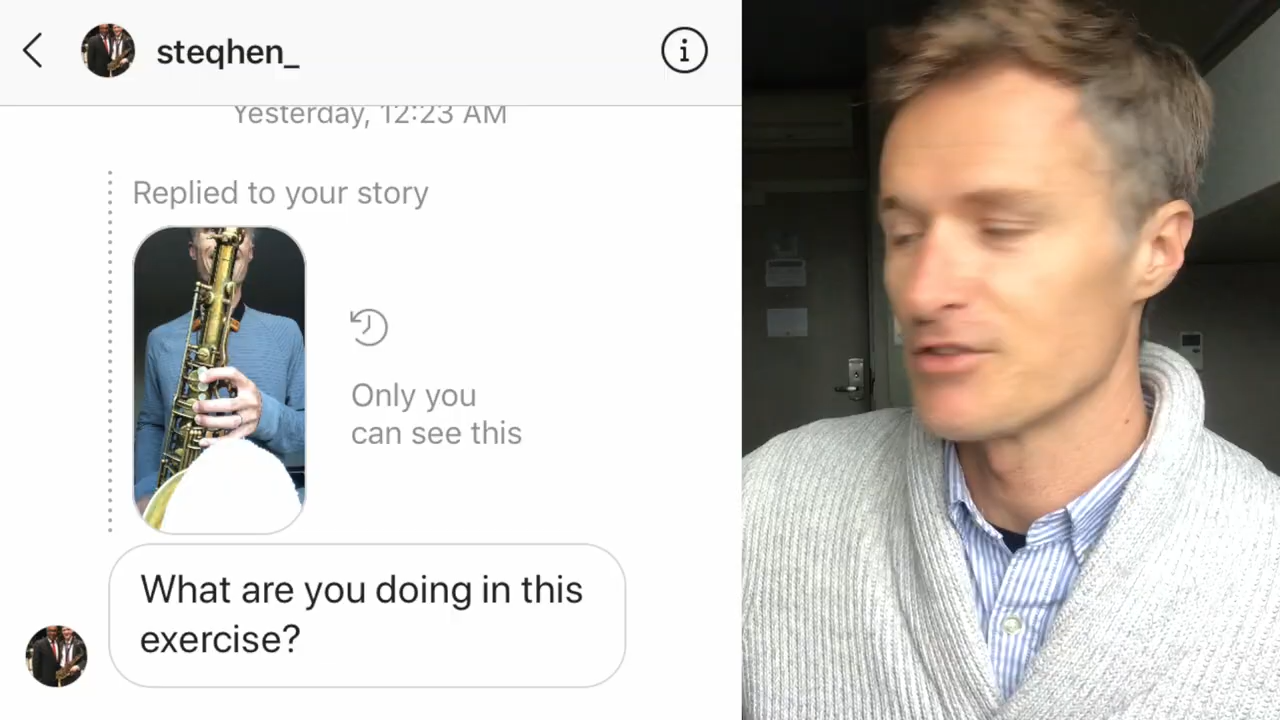 steqhen_
Yesterday, 12:23 AM
Replied to your story
Only you
can see this
What are you doing in this
exercise?